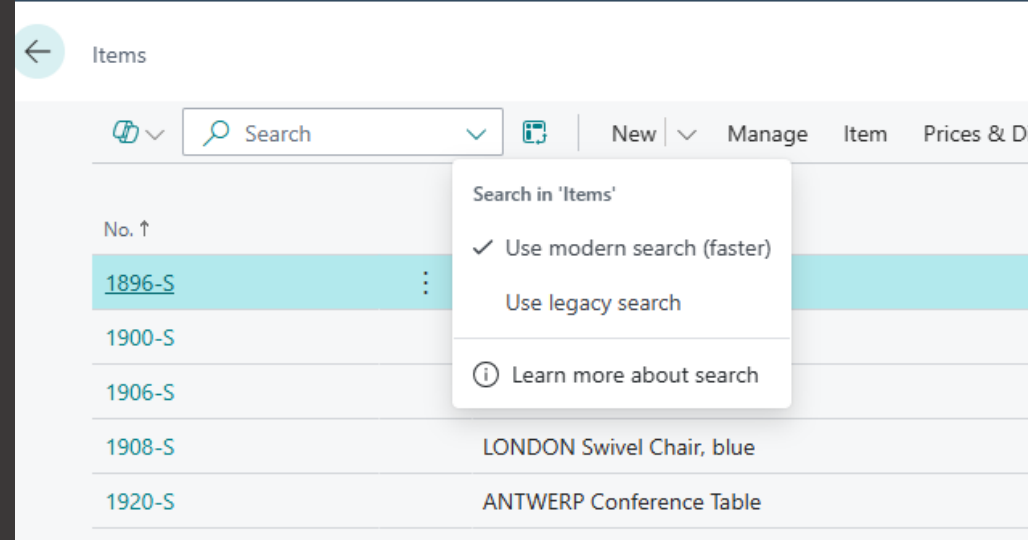 Items
Search
New
Manage
Item
Prices & D
Search in 'Items'
Use modern search (faster)
Use legacy search
Learn more about search
No. ↑
1896-S
1900-S
1906-S
1908-S LONDON Swivel Chair, blue
1920-S ANTWERP Conference Table